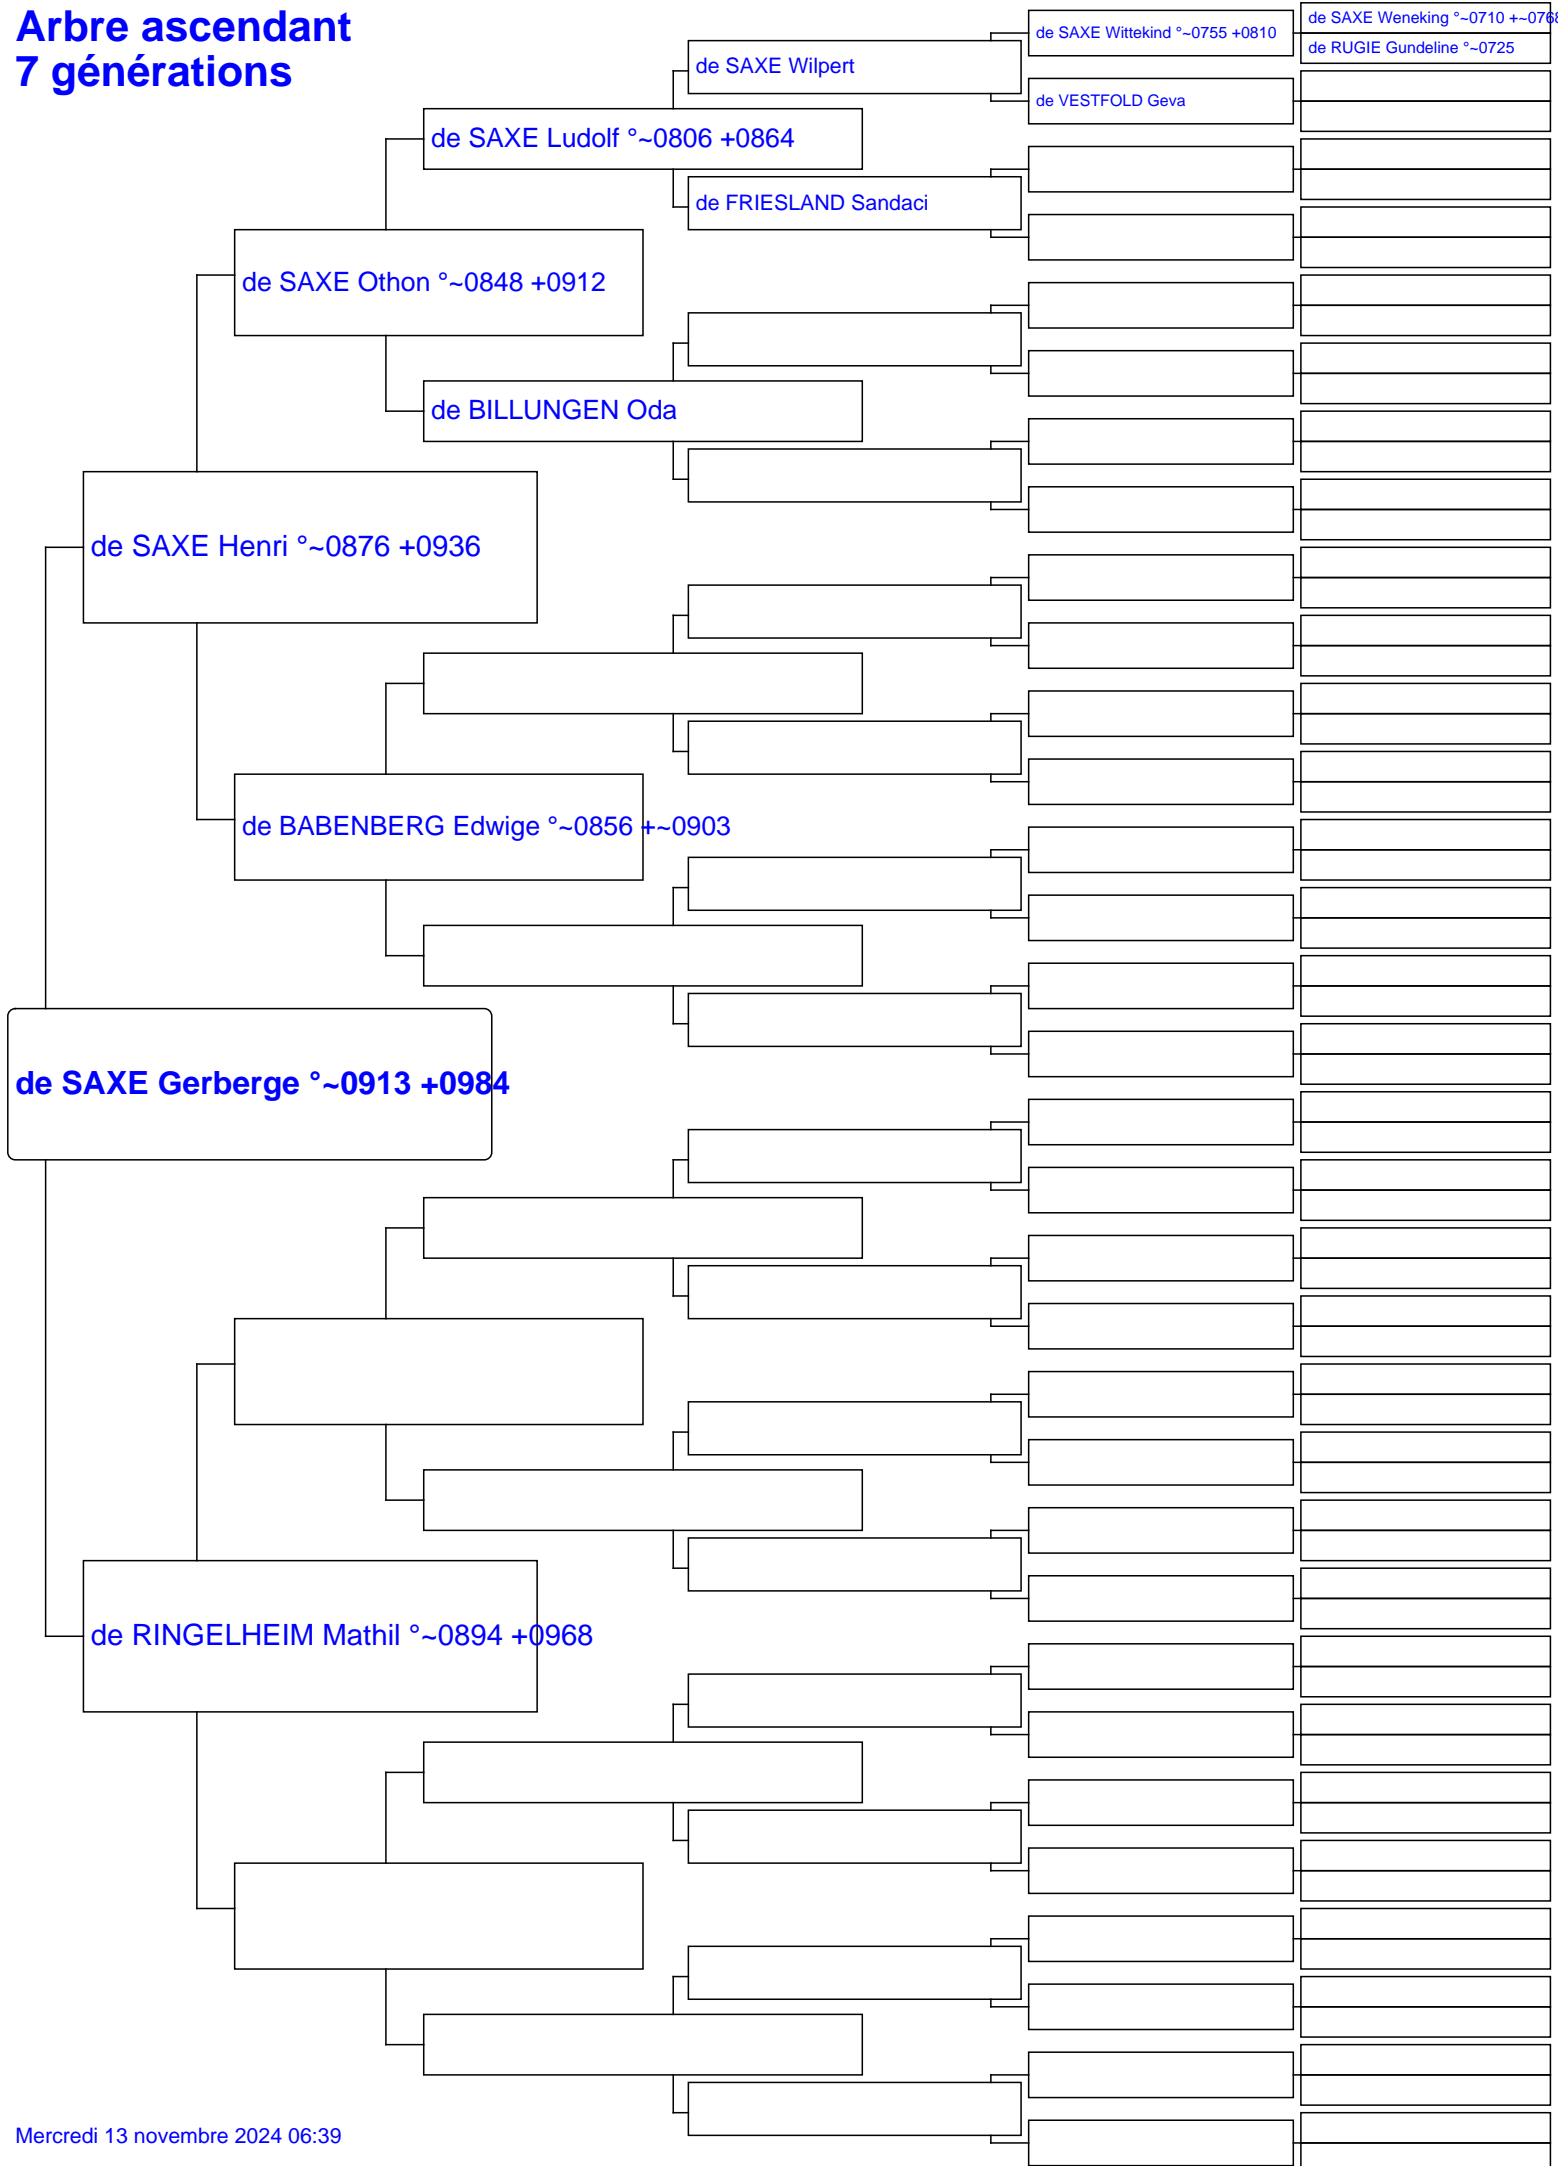 Arbre ascendant
7 générations
de SAXE Weneking °~0710 +~0768
de SAXE Wittekind °~0755 +0810
de RUGIE Gundeline °~0725
de SAXE Wilpert
de VESTFOLD Geva
de SAXE Ludolf °~0806 +0864
de FRIESLAND Sandaci
de SAXE Othon °~0848 +0912
de BILLUNGEN Oda
de SAXE Henri °~0876 +0936
de BABENBERG Edwige °~0856 +~0903
de SAXE Gerberge °~0913 +0984
de RINGELHEIM Mathil °~0894 +0968
Mercredi 13 novembre 2024 06:39